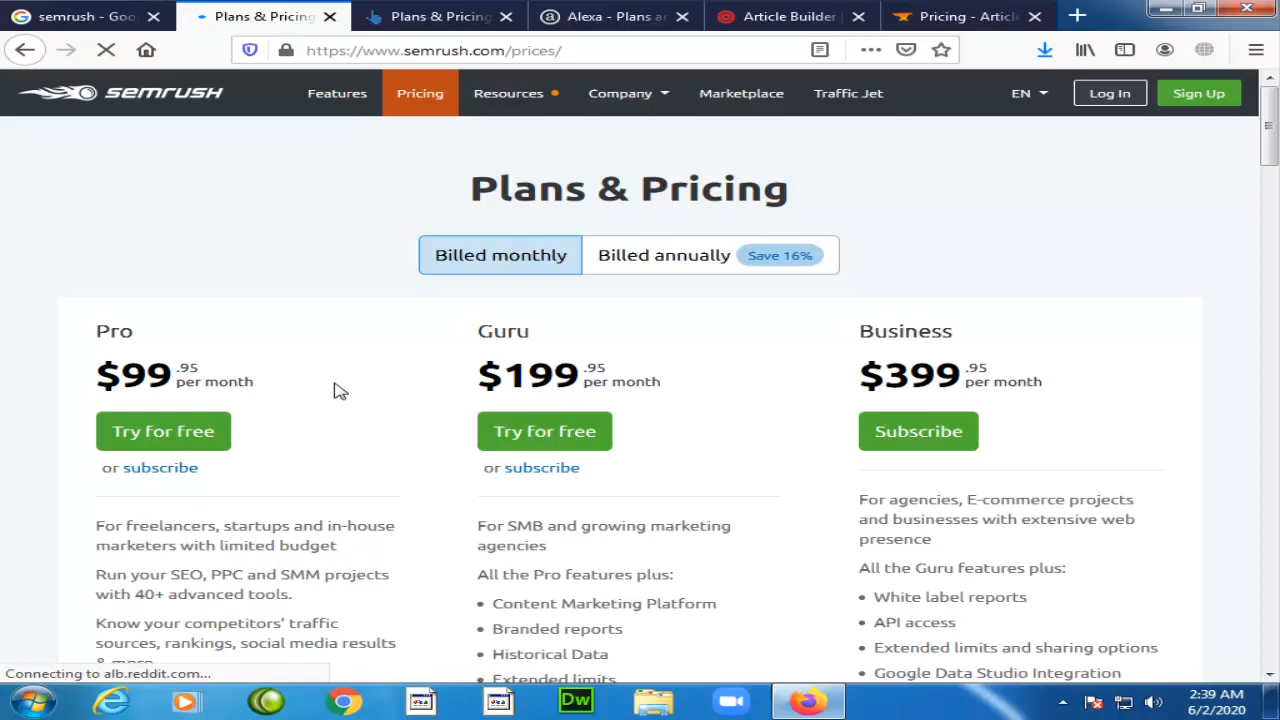 semrush - Goo
Plans & Pricing
Plans & Pricing
Alexa - Plans an
Article Builder
Pricing - Article
https://www.semrush.com/prices/
SEMRUSH
Features
Pricing
Resources
Company
Marketplace
Traffic Jet
EN
Log In
Sign Up
Plans & Pricing
Billed monthly
Billed annually
Save 16%
Pro
$99.95
per month
Try for free
or subscribe
For freelancers, startups and in-house
marketers with limited budget
Run your SEO, PPC and SMM projects
with 40+ advanced tools.
Know your competitors' traffic
sources, rankings, social media results
& more
Guru
$199.95
per month
Try for free
or subscribe
For SMB and growing marketing
agencies
All the Pro features plus:
• Content Marketing Platform
• Branded reports
• Historical Data
• Extended limits
Business
$399.95
per month
Subscribe
For agencies, E-commerce projects
and businesses with extensive web
presence
All the Guru features plus:
• White label reports
• API access
• Extended limits and sharing options
• Google Data Studio Integration
Connecting to alb.reddit.com...
Dw
2:39 AM
6/2/2020